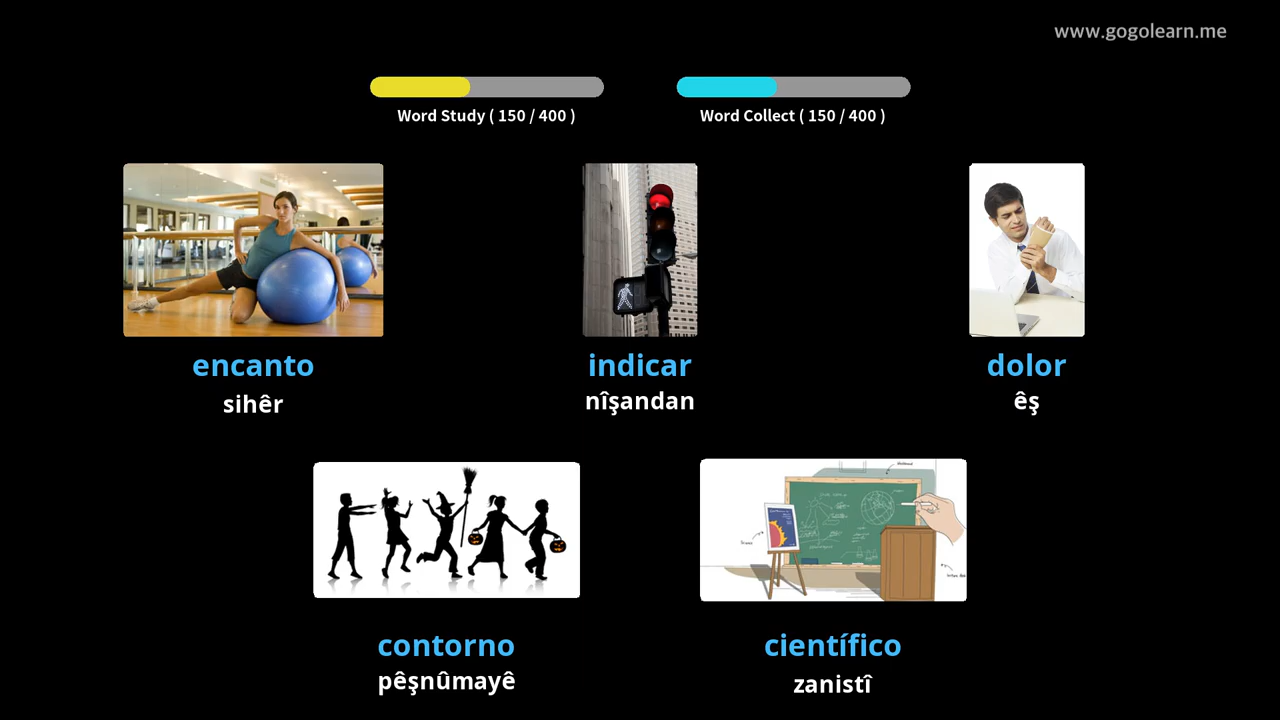 www.gogolearn.me
Word Study ( 150 / 400 )
Word Collect ( 150 / 400 )
encanto
sihêr
indicar
nîşandan
dolor
êş
contorno
pêşnûmayê
científico
zanistî